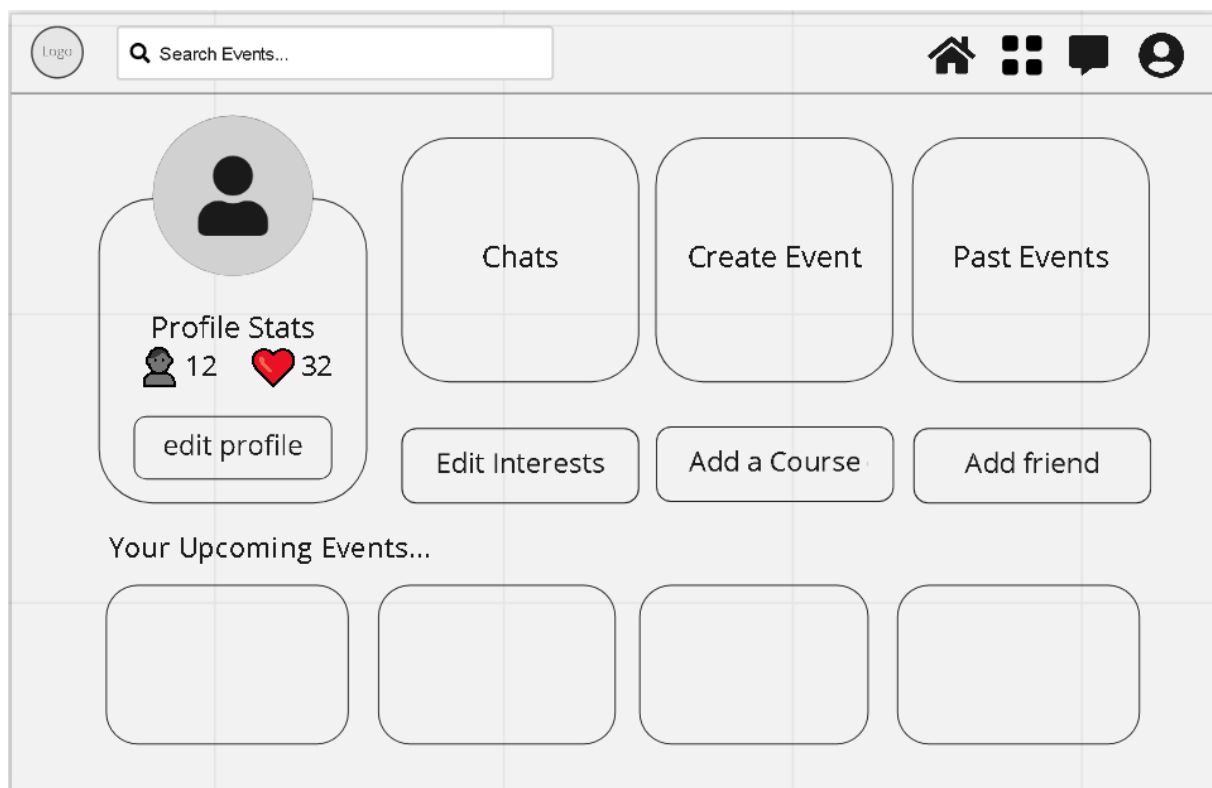 Logo
Search Events...
Chats
Create Event
Past Events
Profile Stats
12 32
edit profile
Edit Interests
Add a Course
Add friend
Your Upcoming Events...